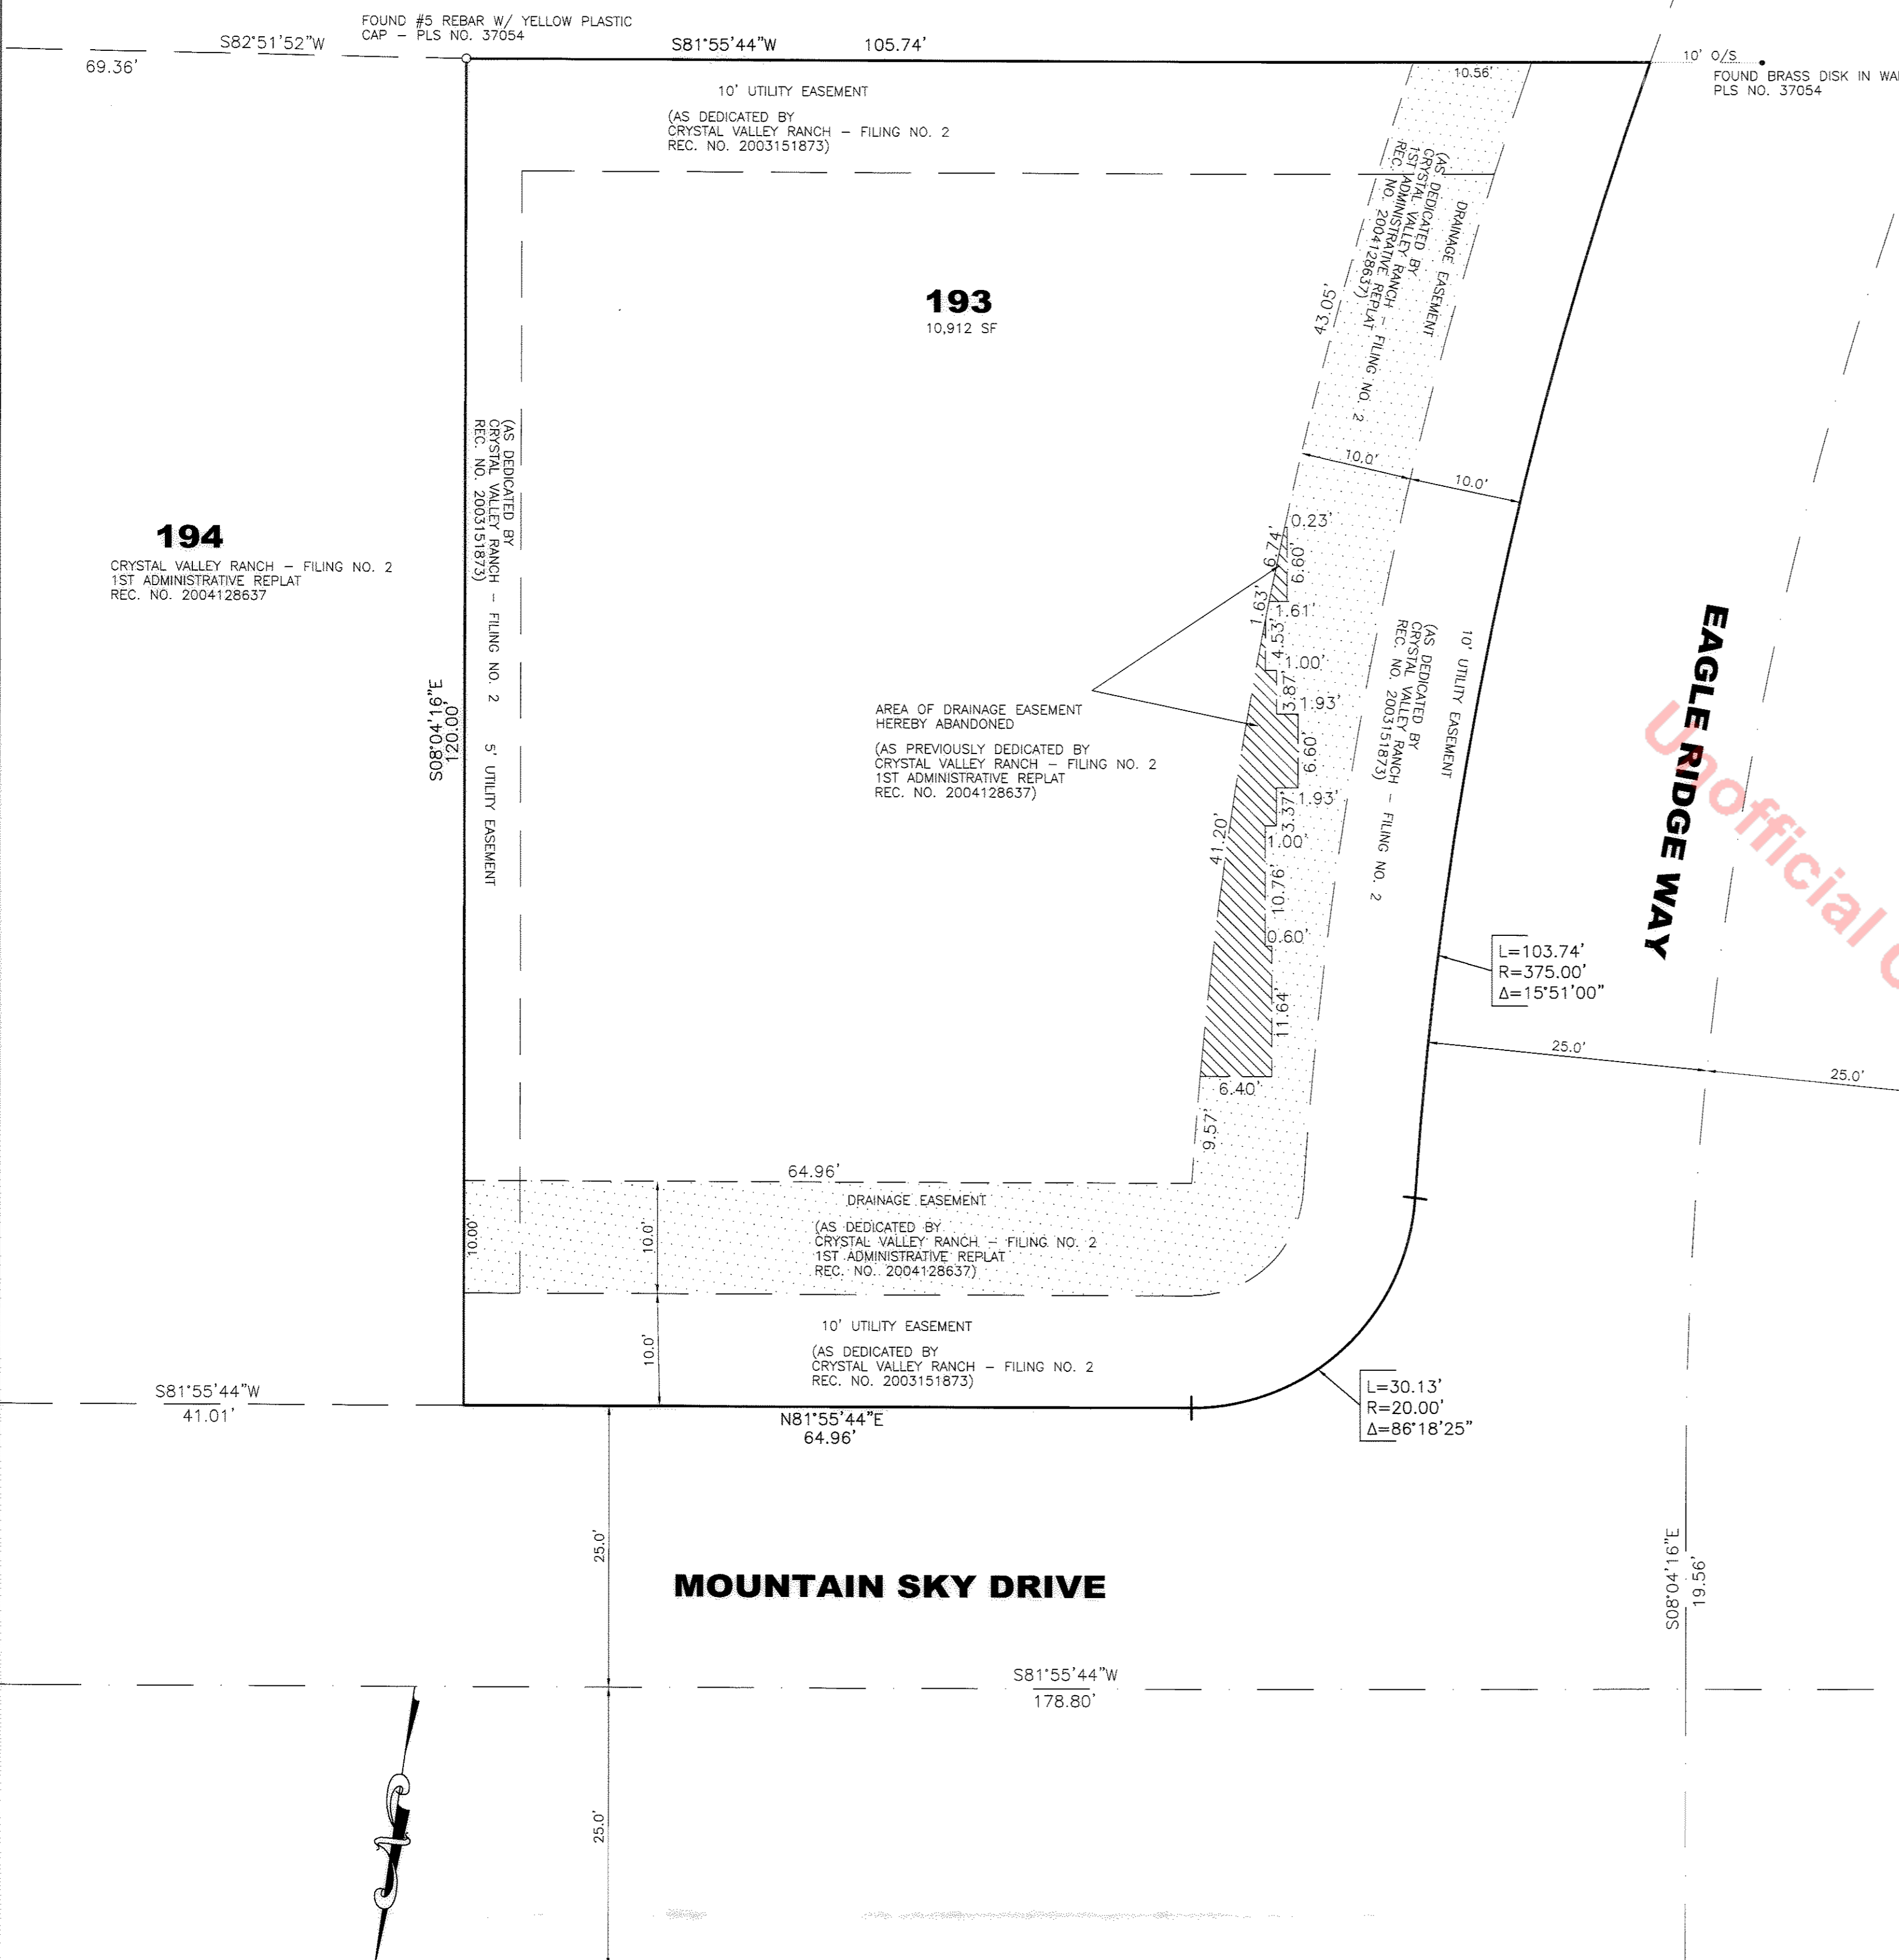 FOUND #5 REBAR W/ YELLOW PLASTIC
CAP – PLS NO. 37054
S82°51'52"W
69.36'
S81°55'44"W 105.74'
10' O/S
FOUND BRASS DISK IN
PLS NO. 37054
10.56'
10' UTILITY EASEMENT
(AS DEDICATED BY
CRYSTAL VALLEY RANCH – FILING NO. 2
REC. NO. 2003151873)
DRAINAGE EASEMENT
(AS DEDICATED BY
CRYSTAL VALLEY RANCH – FILING NO. 2
1ST ADMINISTRATIVE REPLAT
REC. NO. 2004128637)
193
10,912 SF
43.05'
10.0'
10.0'
194
CRYSTAL VALLEY RANCH – FILING NO. 2
1ST ADMINISTRATIVE REPLAT
REC. NO. 2004128637
5' UTILITY EASEMENT
(AS DEDICATED BY
CRYSTAL VALLEY RANCH – FILING NO. 2
REC. NO. 2003151873)
S08°04'16"E
120.00'
0.23'
6.74'
6.60'
1.63'
1.61'
4.53'
1.00'
3.87'
1.93'
6.60'
1.93'
3.37'
1.00'
41.20'
10.76'
0.60'
11.64'
6.40'
9.57'
AREA OF DRAINAGE EASEMENT
HEREBY ABANDONED
(AS PREVIOUSLY DEDICATED BY
CRYSTAL VALLEY RANCH – FILING NO. 2
1ST ADMINISTRATIVE REPLAT
REC. NO. 2004128637)
10' UTILITY EASEMENT
(AS DEDICATED BY
CRYSTAL VALLEY RANCH – FILING NO. 2
REC. NO. 2003151873)
EAGLE RIDGE WAY
Unofficial
L=103.74'
R=375.00'
Δ=15°51'00"
25.0'
25.0'
64.96'
DRAINAGE EASEMENT
(AS DEDICATED BY
CRYSTAL VALLEY RANCH – FILING NO. 2
1ST ADMINISTRATIVE REPLAT
REC. NO. 2004128637)
10.00'
10.0'
10.0'
10' UTILITY EASEMENT
(AS DEDICATED BY
CRYSTAL VALLEY RANCH – FILING NO. 2
REC. NO. 2003151873)
L=30.13'
R=20.00'
Δ=86°18'25"
S81°55'44"W
41.01'
N81°55'44"E
64.96'
25.0'
MOUNTAIN SKY DRIVE
S08°04'16"E
19.56'
S81°55'44"W
178.80'
25.0'